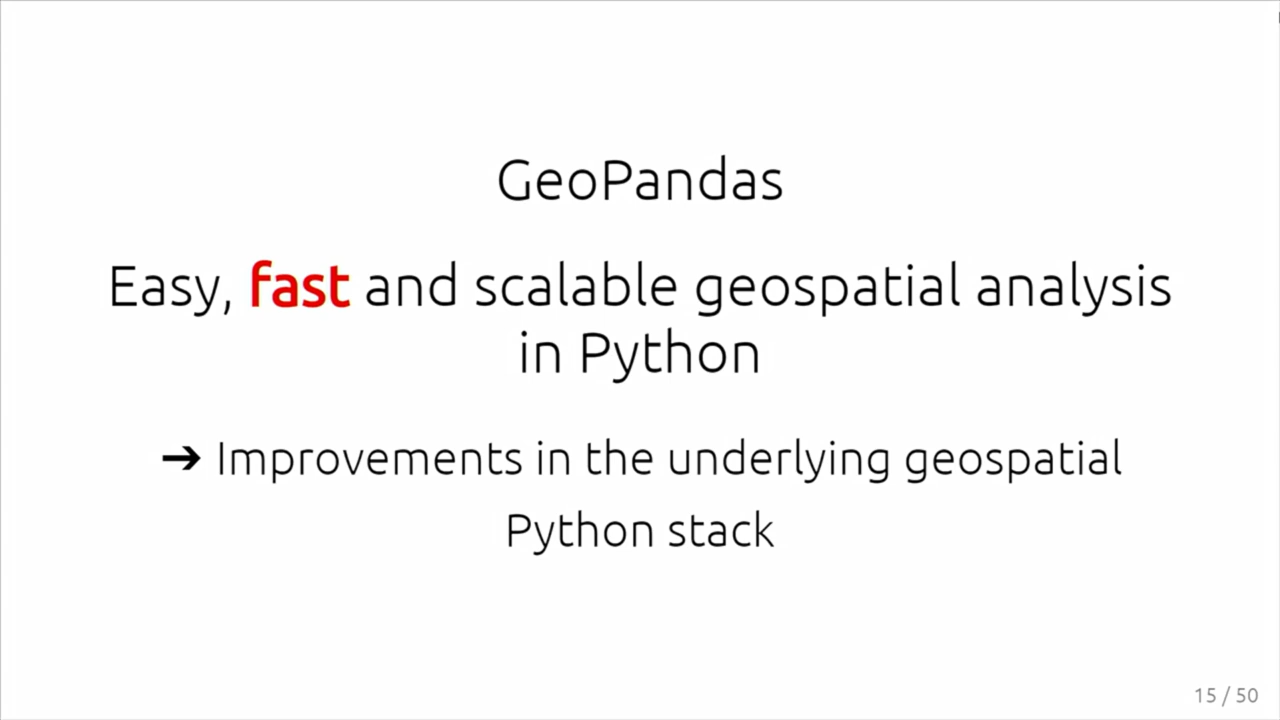 GeoPandas
Easy, fast and scalable geospatial analysis
in Python
➔ Improvements in the underlying geospatial
Python stack
15 / 50